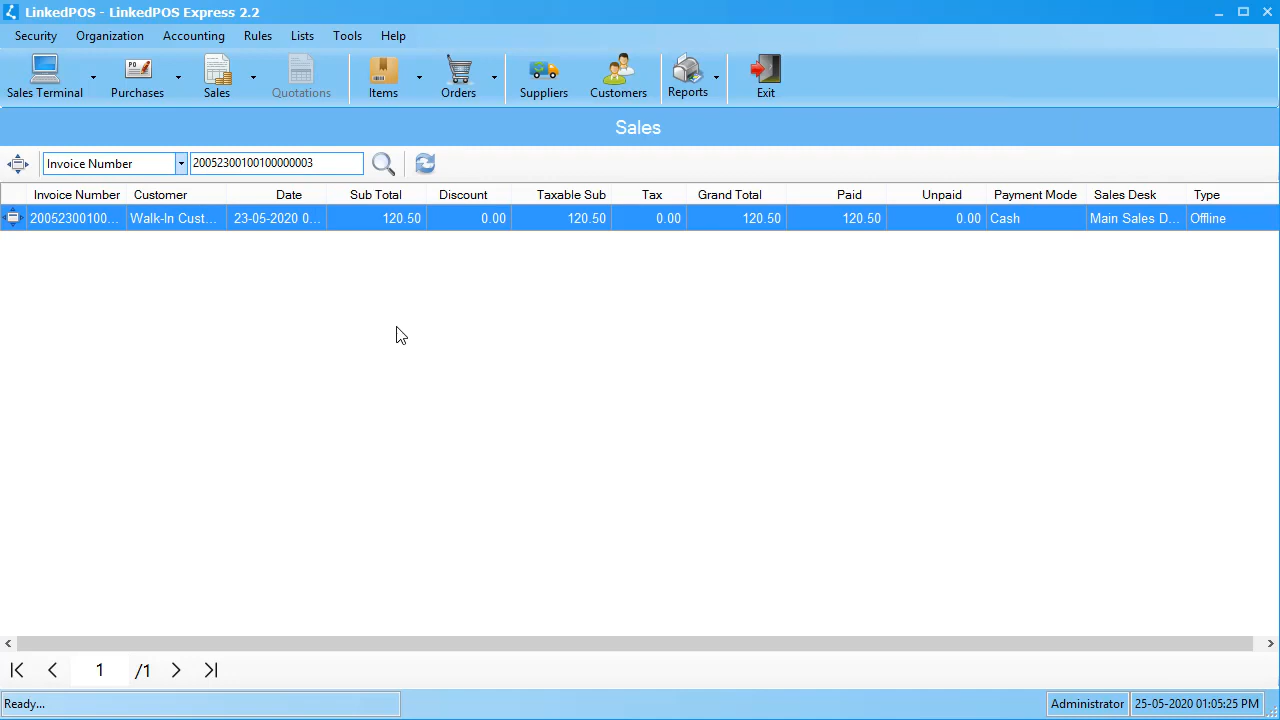 LinkedPOS - LinkedPOS Express 2.2
Security Organization Accounting Rules Lists Tools Help
Sales Terminal Purchases Sales Quotations Items Orders Suppliers Customers Reports Exit
Sales
Invoice Number 20052300100100000003
Invoice Number Customer Date Sub Total Discount Taxable Sub Tax Grand Total Paid Unpaid Payment Mode Sales Desk Type
2005230010... Walk-In Cust... 23-05-2020 0... 120.50 0.00 120.50 0.00 120.50 120.50 0.00 Cash Main Sales D... Offline
1 /1
Ready... Administrator 25-05-2020 01:05:25 PM